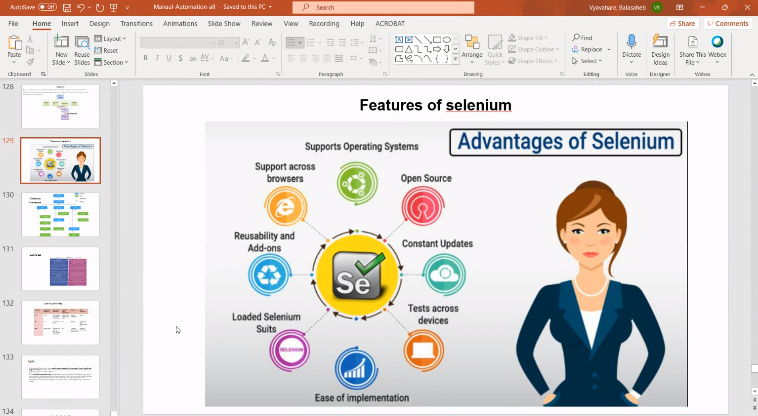 AutoSave Off
Manaul-Automation-all - Saved to this PC
Search
Vyavahare, Balasaheb
VB
File Home Insert Design Transitions Animations Slide Show Review View Recording Help ACROBAT
Share Comments
Paste
New Slide
Reuse Slides
Layout
Reset
Section
Arrange
Quick Styles
Shape Fill
Shape Outline
Shape Effects
Find
Replace
Select
Dictate
Design Ideas
Share This File
Webex
Clipboard
Slides
Font
Paragraph
Drawing
Editing
Voice
Designer
Webex
128
129
130
131
132
133
134
Features of selenium
Advantages of Selenium
Supports Operating Systems
Support across
browsers
Open Source
Reusability and
Add-ons
Constant Updates
Se
Loaded Selenium
Suits
SELENIUM
Tests across
devices
Ease of implementation